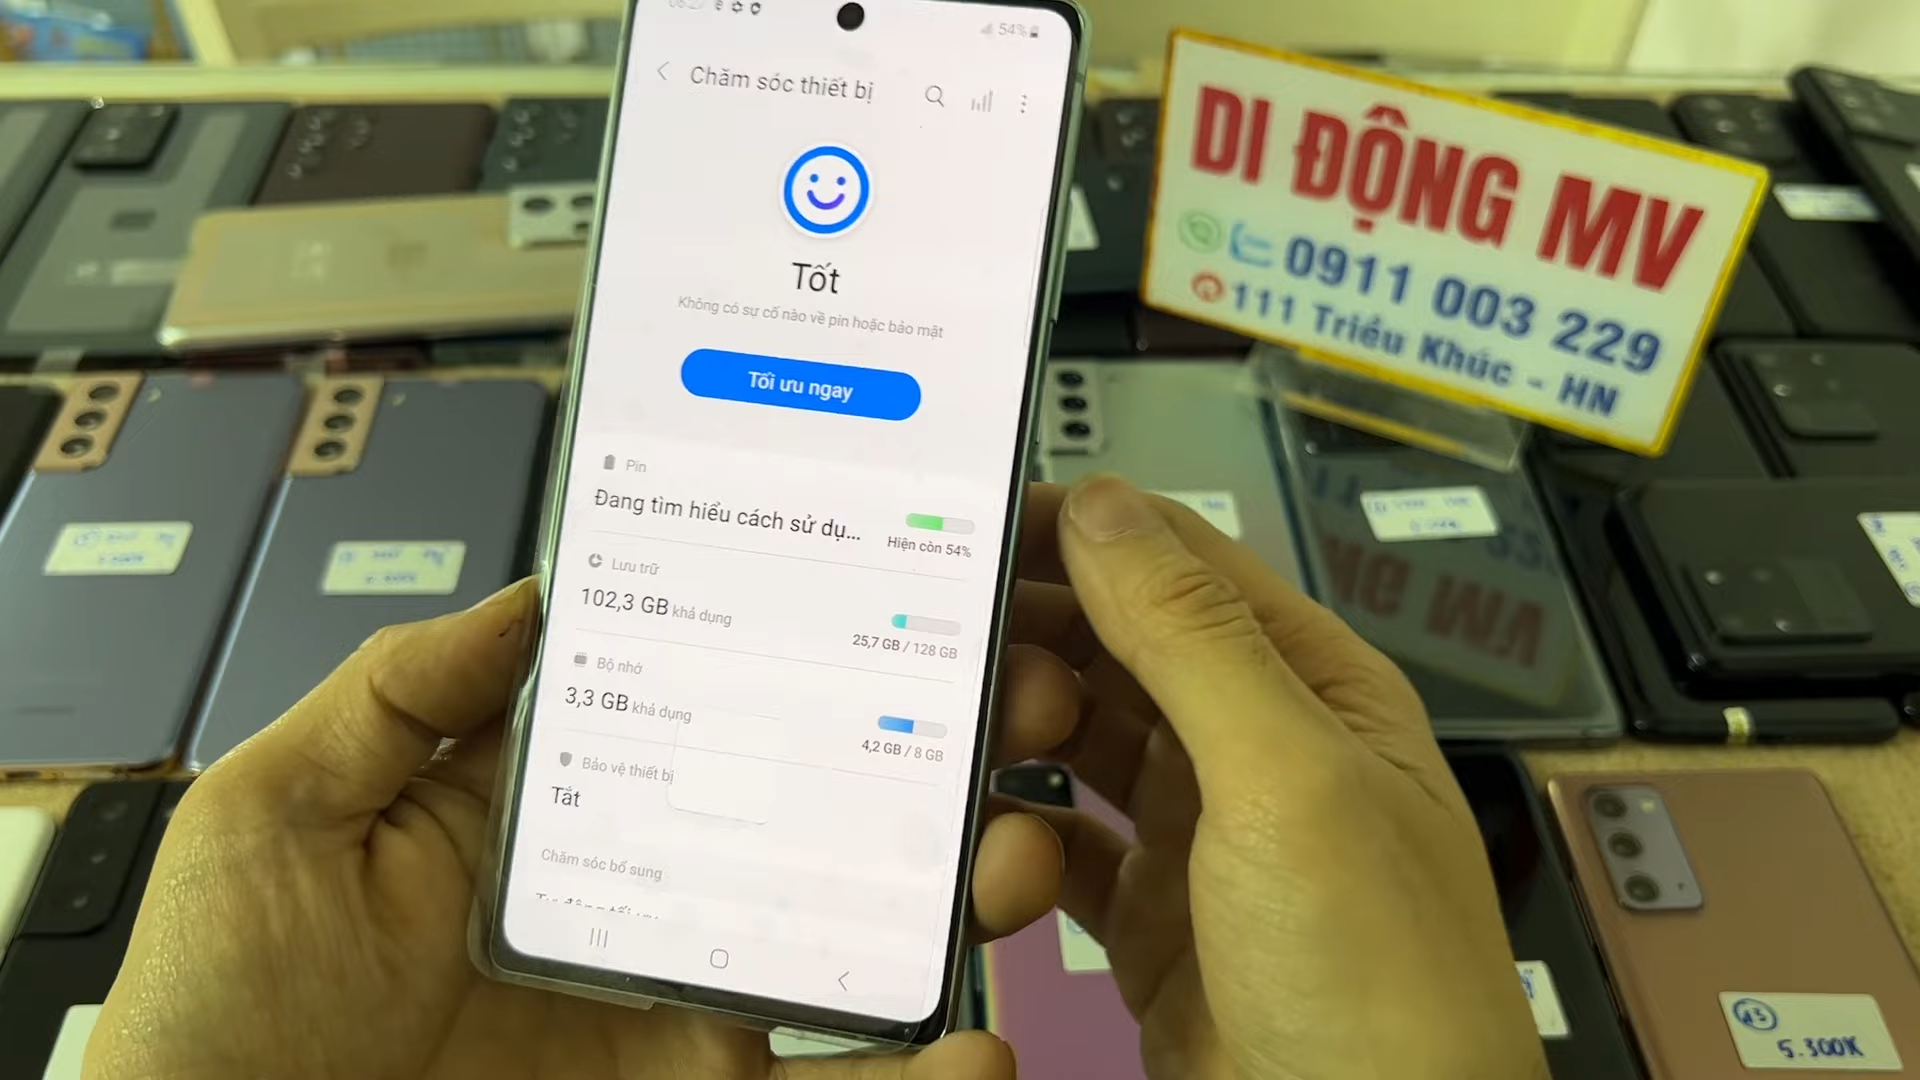 54%
Chăm sóc thiết bị
Tốt
Không có sự cố nào về pin hoặc bảo mật
Tối ưu ngay
Pin
Đang tìm hiểu cách sử dụ...
Hiện còn 54%
Lưu trữ
102,3 GB khả dụng
25,7 GB / 128 GB
Bộ nhớ
3,3 GB khả dụng
4,2 GB / 8 GB
Bảo vệ thiết bị
Tắt
Chăm sóc bổ sung
DI ĐỘNG MV
0911 003 229
111 Triều Khúc - HN
5.300K